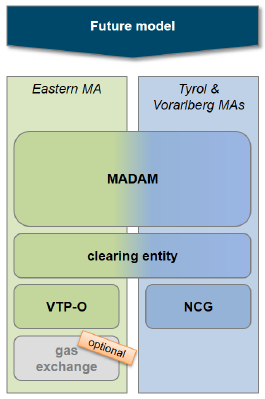 Future model
Eastern MA
Tyrol &
Vorarlberg MAs
MADAM
clearing entity
VTP-O
NCG
optional
gas
exchange